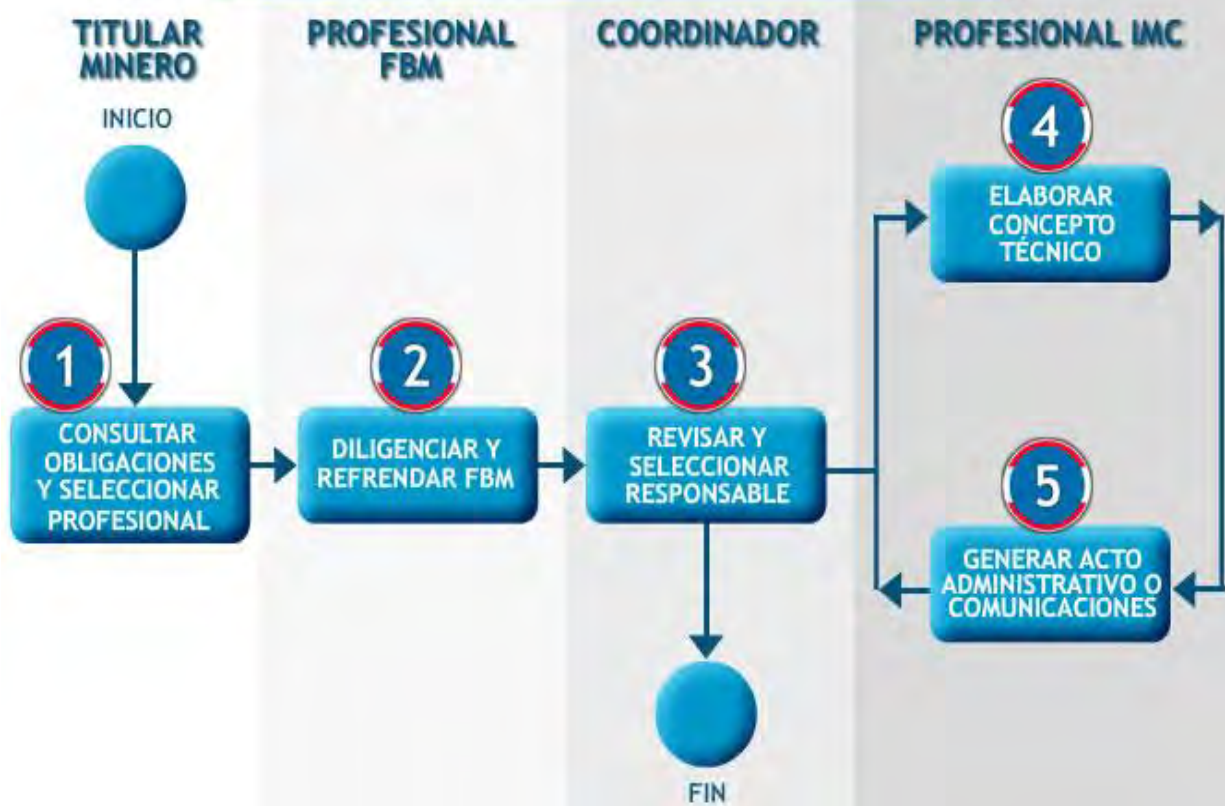 TITULAR
MINERO
PROFESIONAL
FBM
COORDINADOR
PROFESIONAL IMC
INICIO
1
CONSULTAR
OBLIGACIONES
Y SELECCIONAR
PROFESIONAL
2
DILIGENCIAR Y
REFRENDAR FBM
3
REVISAR Y
SELECCIONAR
RESPONSABLE
4
ELABORAR
CONCEPTO
TÉCNICO
5
GENERAR ACTO
ADMINISTRATIVO O
COMUNICACIONES
FIN